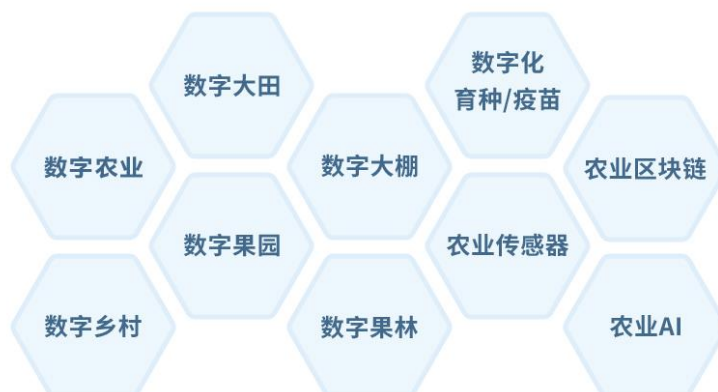 数字大田
数字化
育种/疫苗
数字农业
数字大棚
农业区块链
数字果园
农业传感器
数字乡村
数字果林
农业AI